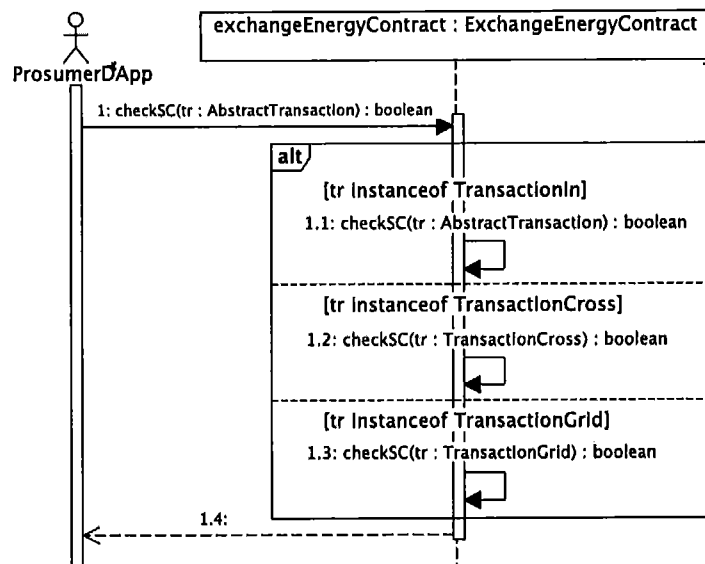 exchangeEnergyContract : ExchangeEnergyContract
ProsumerDApp
1: checkSC(tr : AbstractTransaction) : boolean
alt
[tr instanceof TransactionIn]
1.1: checkSC(tr : AbstractTransaction) : boolean
[tr instanceof TransactionCross]
1.2: checkSC(tr : TransactionCross) : boolean
[tr instanceof TransactionGrid]
1.3: checkSC(tr : TransactionGrid) : boolean
1.4: